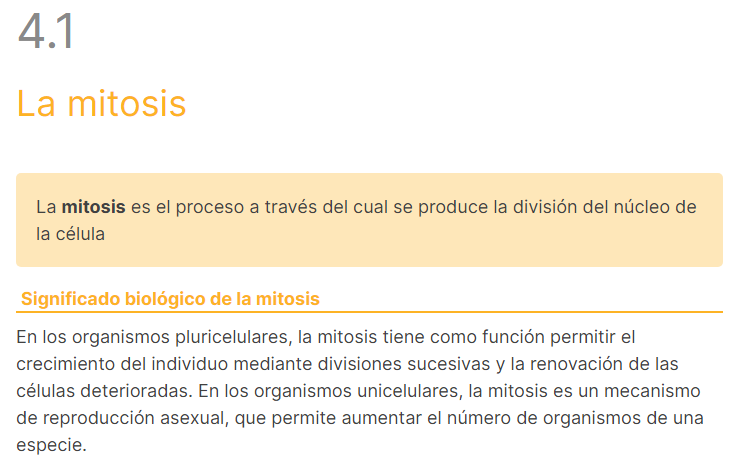 4.1
La mitosis
La mitosis es el proceso a través del cual se produce la división del núcleo de
la célula
Significado biológico de la mitosis
En los organismos pluricelulares, la mitosis tiene como función permitir el
crecimiento del individuo mediante divisiones sucesivas y la renovación de las
células deterioradas. En los organismos unicelulares, la mitosis es un mecanismo
de reproducción asexual, que permite aumentar el número de organismos de una
especie.